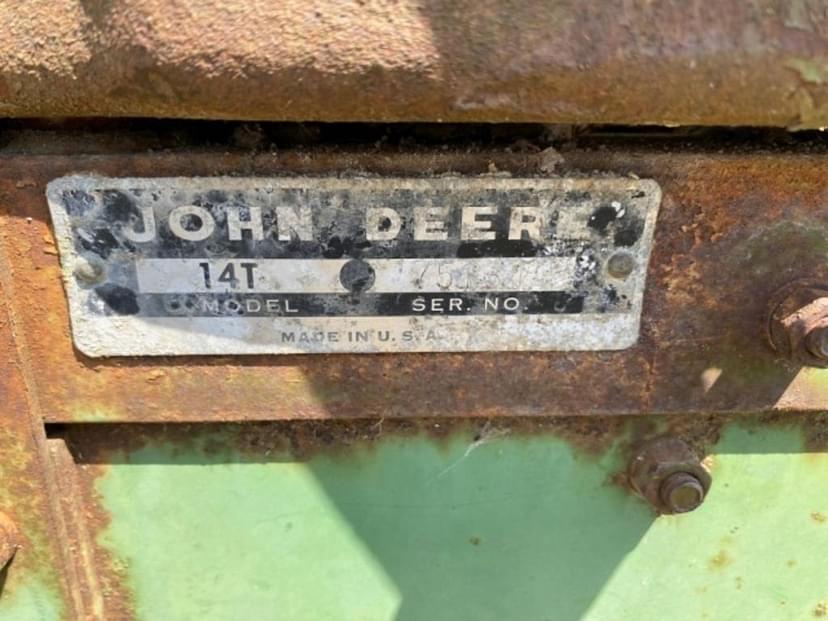 JOHN DEERE
14T
MODEL SER. NO.
MADE IN U.S.A.